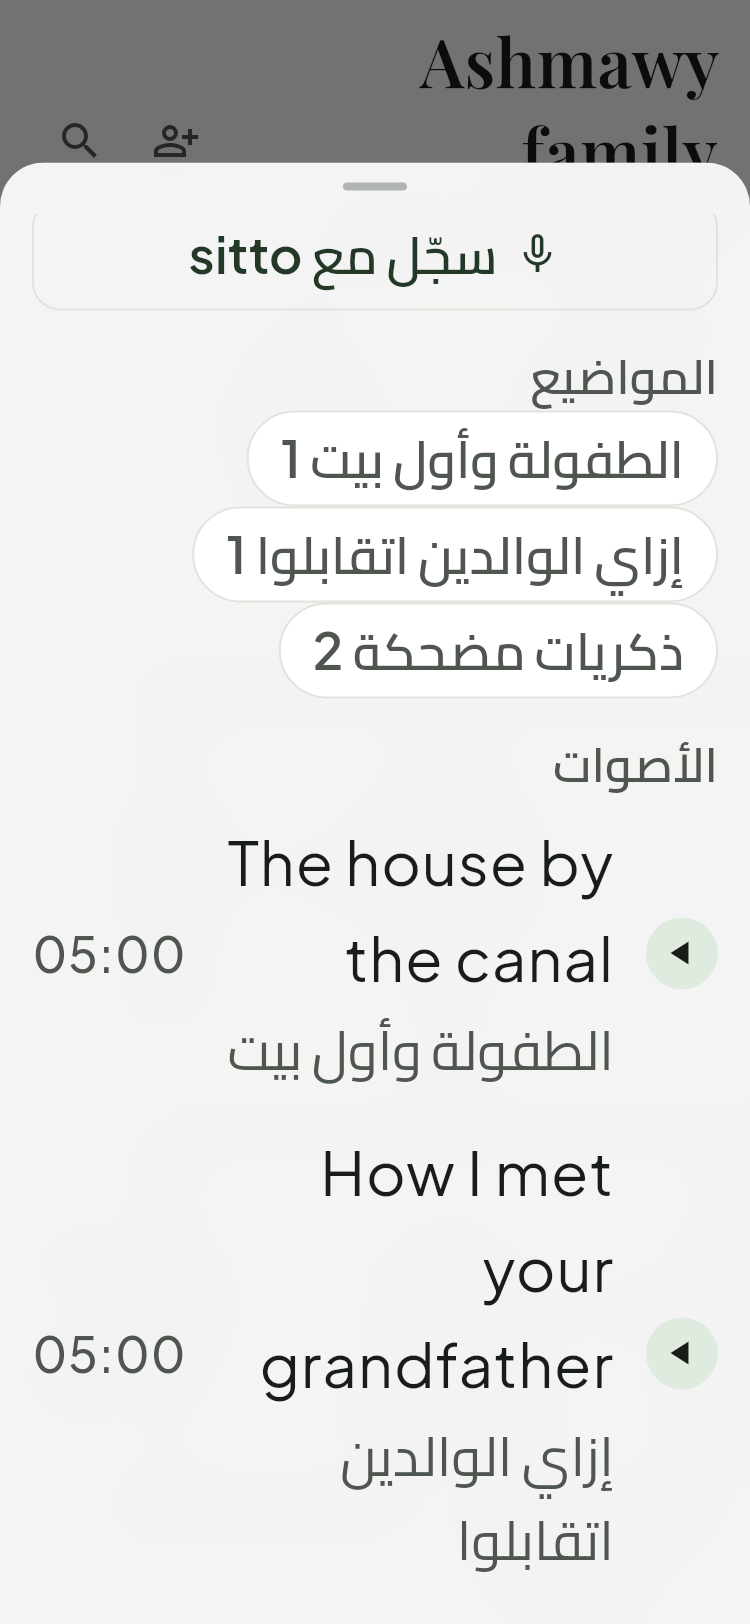 Ashmawy
family
سجّل مع sitto
المواضيع
الطفولة وأول بيت 1
إزاي الوالدين اتقابلوا 1
ذكريات مضحكة 2
الأصوات
The house by
the canal
05:00
الطفولة وأول بيت
How I met
your
grandfather
05:00
إزاي الوالدين
اتقابلوا